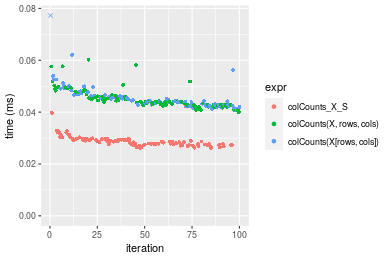 0.08
0.06
0.04
0.02
0.00
time (ms)
0
25
50
75
100
iteration
expr
colCounts_X_S
colCounts(X, rows, cols)
colCounts(X[rows, cols])